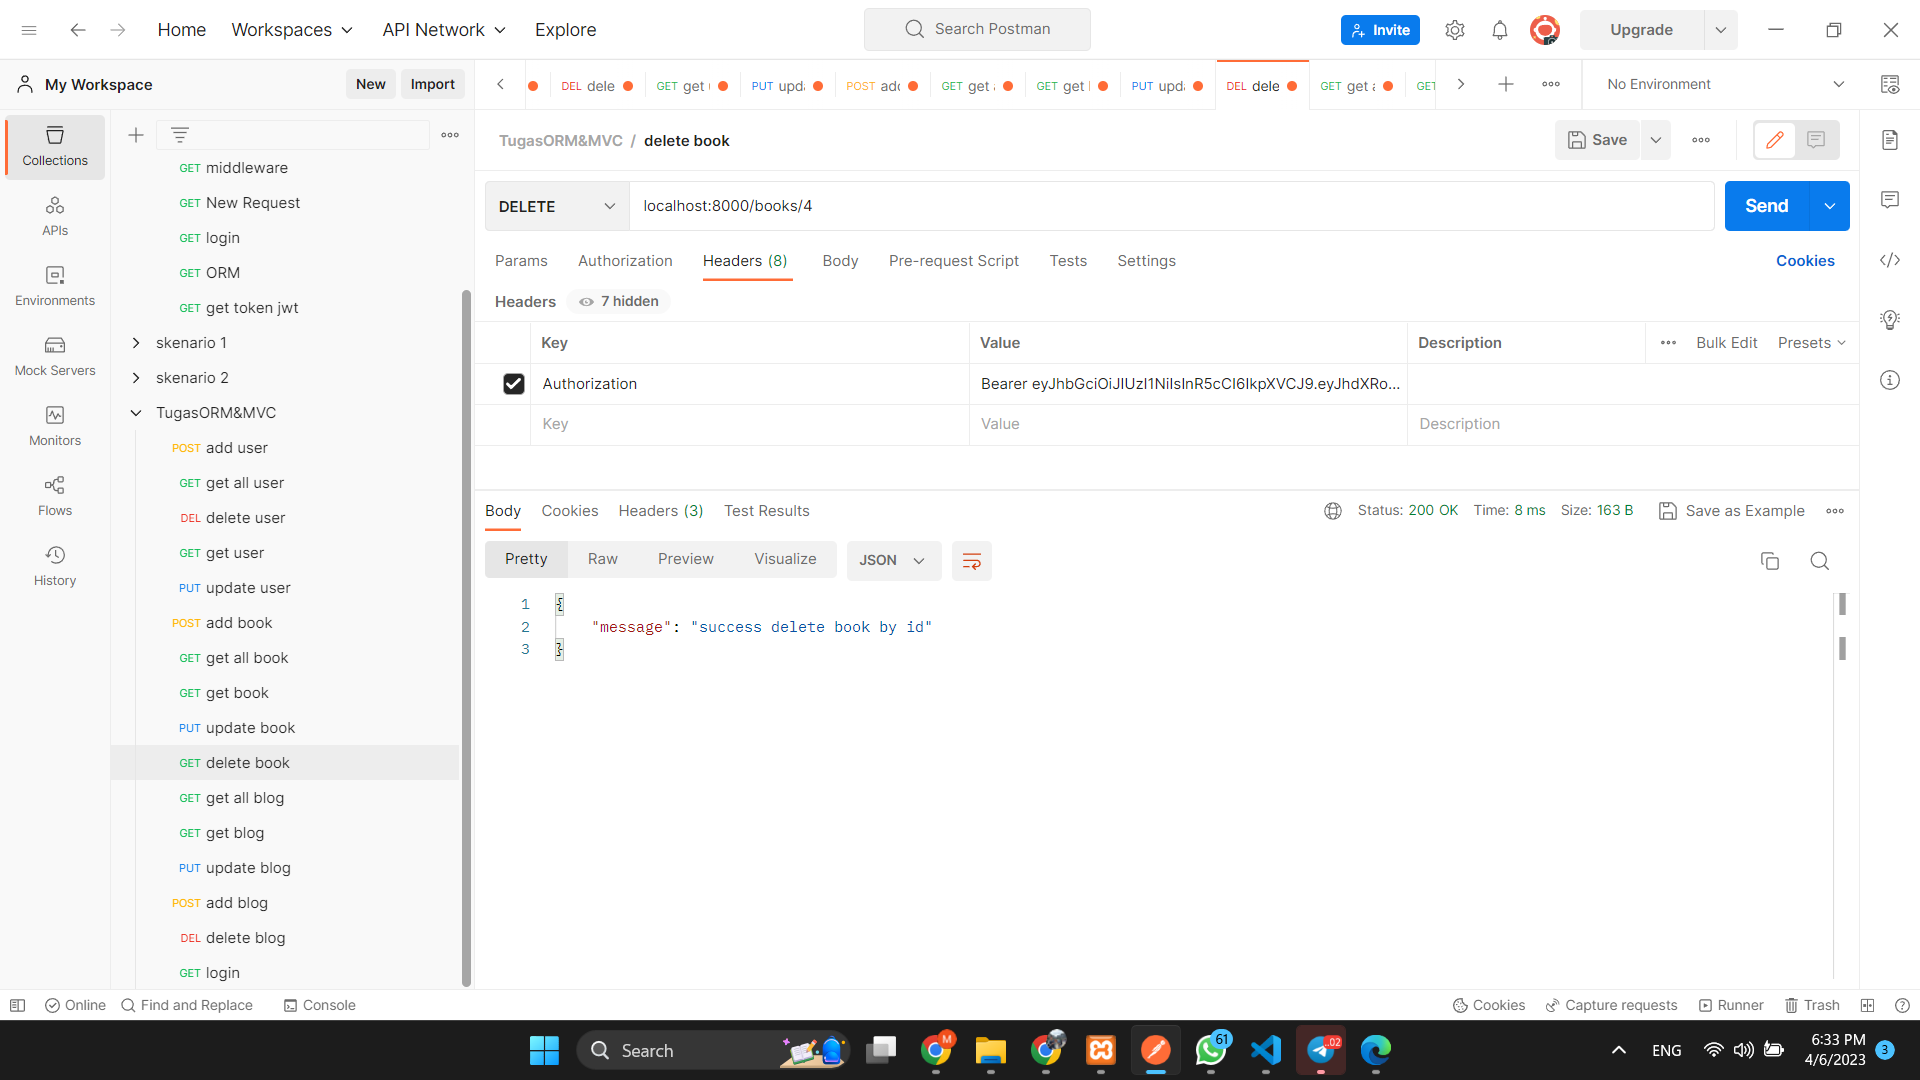 Home Workspaces API Network Explore Search Postman Invite Upgrade
My Workspace New Import
DEL dele GET get PUT upd POST add GET get GET get PUT upd DEL dele GET get GET No Environment
Collections
APIs
Environments
Mock Servers
Monitors
Flows
History
GET middleware
GET New Request
GET login
GET ORM
GET get token jwt
skenario 1
skenario 2
TugasORM&MVC
POST add user
GET get all user
DEL delete user
GET get user
PUT update user
POST add book
GET get all book
GET get book
PUT update book
GET delete book
GET get all blog
GET get blog
PUT update blog
POST add blog
DEL delete blog
GET login
TugasORM&MVC / delete book Save
DELETE localhost:8000/books/4 Send
Params Authorization Headers (8) Body Pre-request Script Tests Settings Cookies
Headers 7 hidden
Key Value Description Bulk Edit Presets
Authorization Bearer eyJhbGciOiJIUzI1NiIsInR5cCI6IkpXVCJ9.eyJhdXRo...
Key Value Description
Body Cookies Headers (3) Test Results Status: 200 OK Time: 8 ms Size: 163 B Save as Example
Pretty Raw Preview Visualize JSON
1 {
2 "message": "success delete book by id"
3 }
Online Find and Replace Console Cookies Capture requests Runner Trash
Search M 61 .02 ENG 6:33 PM 3
4/6/2023